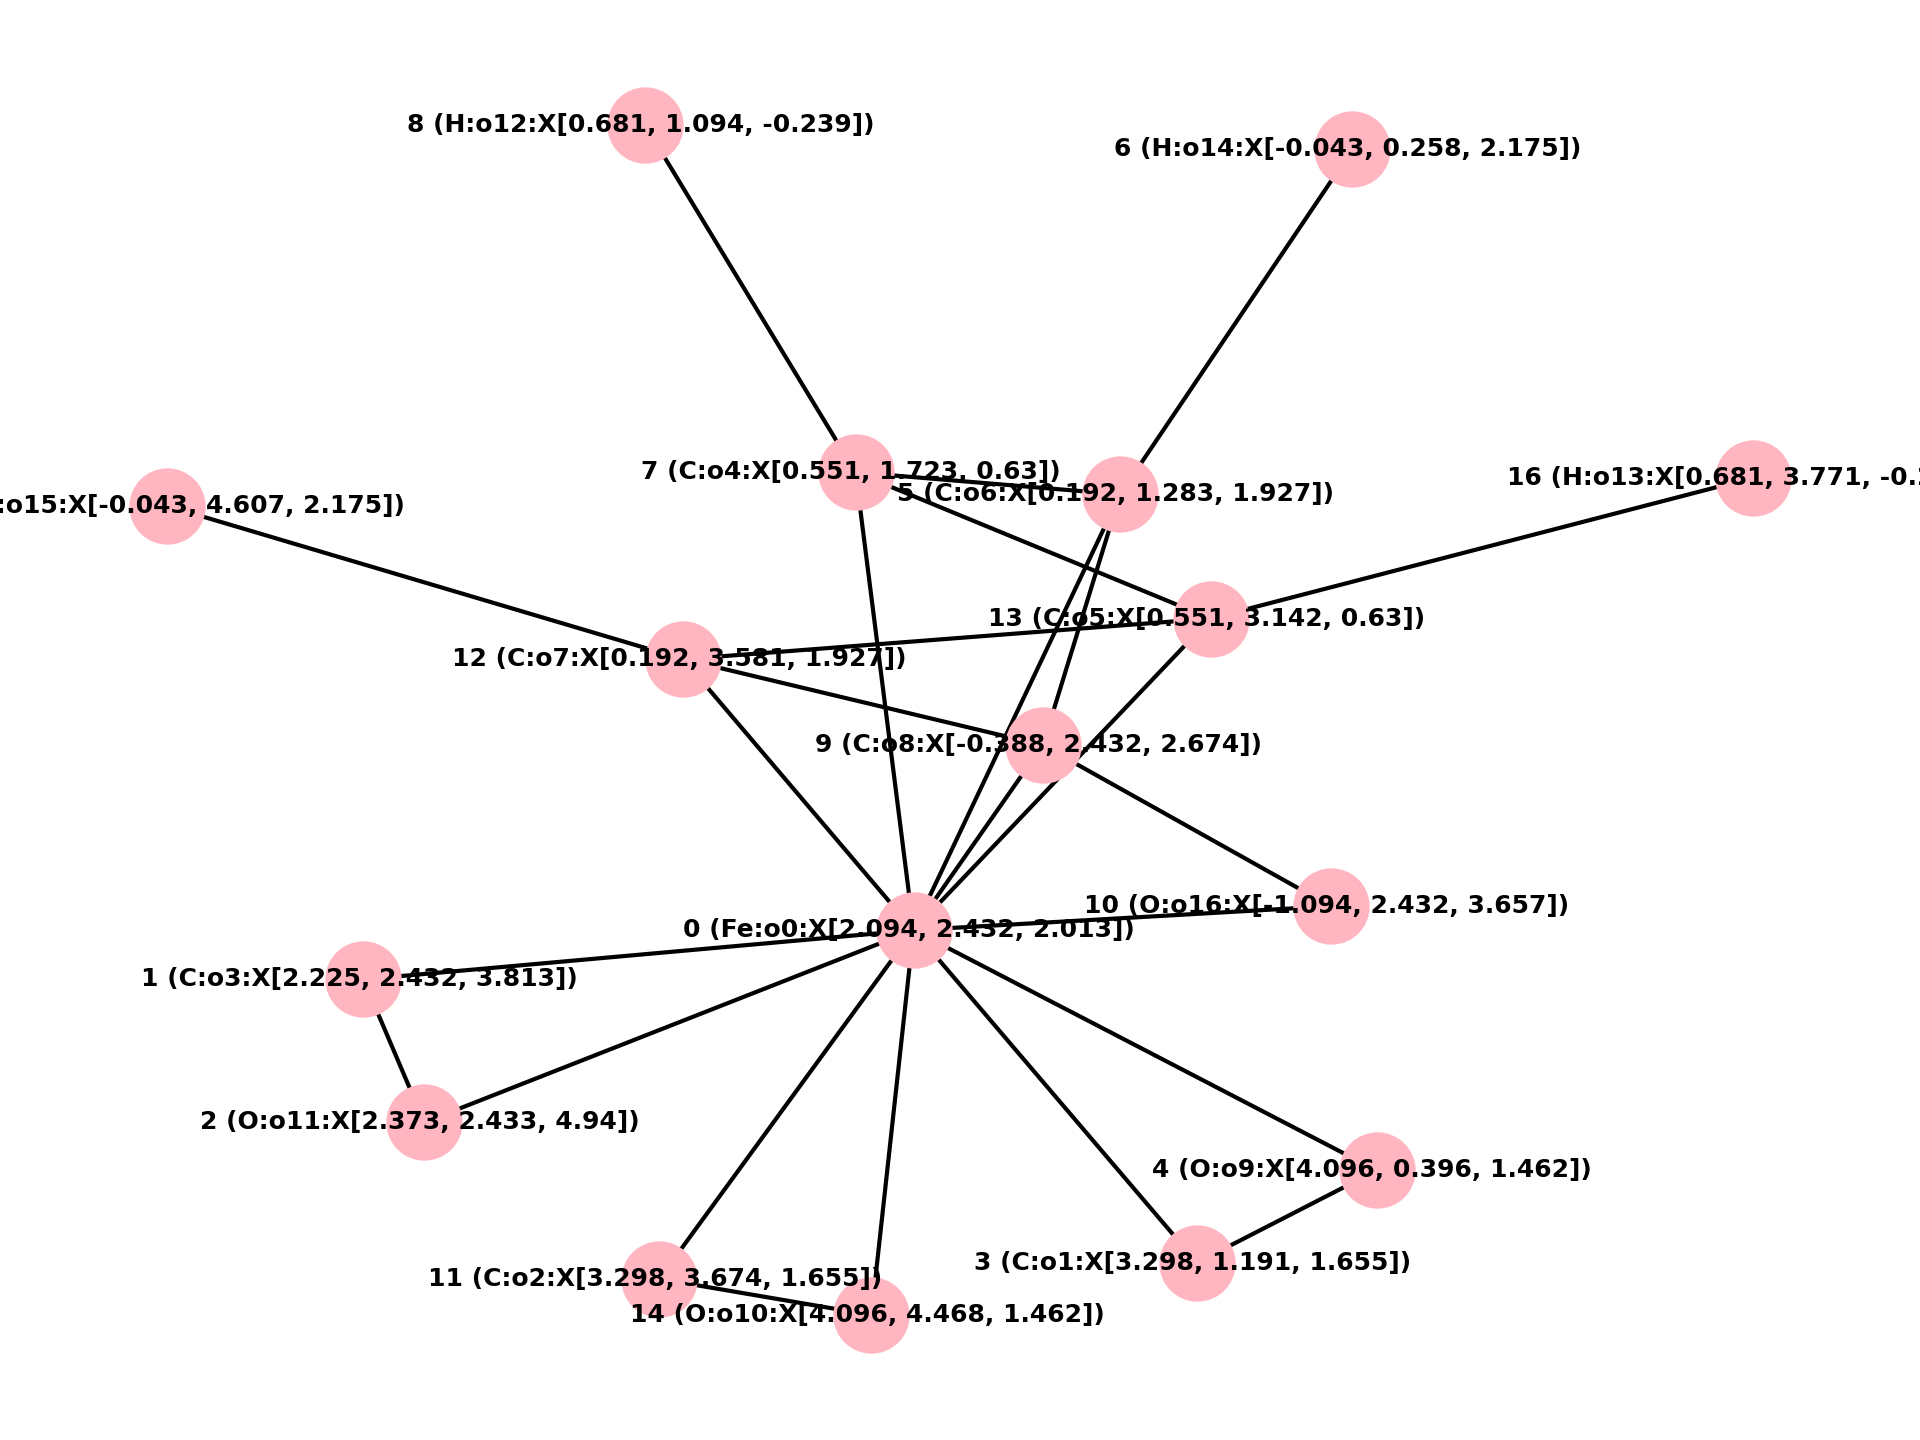 8 (H:o12:X[0.681, 1.094, -0.239])
6 (H:o14:X[-0.043, 0.258, 2.175])
7 (C:o4:X[0.551, 1.723, 0.63])
5 (C:o6:X[0.192, 1.283, 1.927])
16 (H:o13:X[0.681, 3.771,
:o15:X[-0.043, 4.607, 2.175])
13 (C:o5:X[0.551, 3.142, 0.63])
12 (C:o7:X[0.192, 3.581, 1.927])
9 (C:o8:X[-0.388, 2.432, 2.674])
10 (O:o16:X[-1.094, 2.432, 3.657])
0 (Fe:o0:X[2.094, 2.432, 2.013])
1 (C:o3:X[2.225, 2.432, 3.813])
2 (O:o11:X[2.373, 2.433, 4.94])
4 (O:o9:X[4.096, 0.396, 1.462])
3 (C:o1:X[3.298, 1.191, 1.655])
11 (C:o2:X[3.298, 3.674, 1.655])
14 (O:o10:X[4.096, 4.468, 1.462])